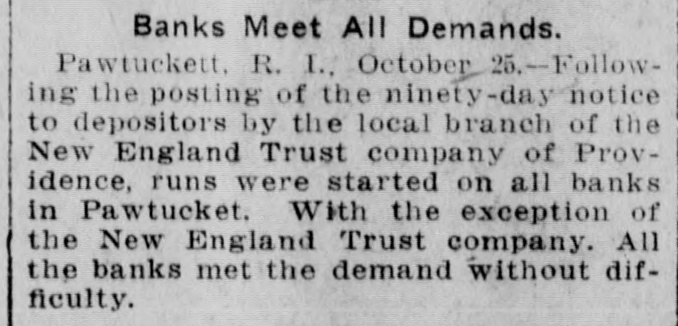 Banks Meet All Demands.
Pawtuckett, R. I., October 25.—Follow-
ing the posting of the ninety-day notice
to depositors by the local branch of the
New England Trust company of Prov-
idence, runs were started on all banks
in Pawtucket. With the exception of
the New England Trust company. All
the banks met the demand without dif-
ficulty.